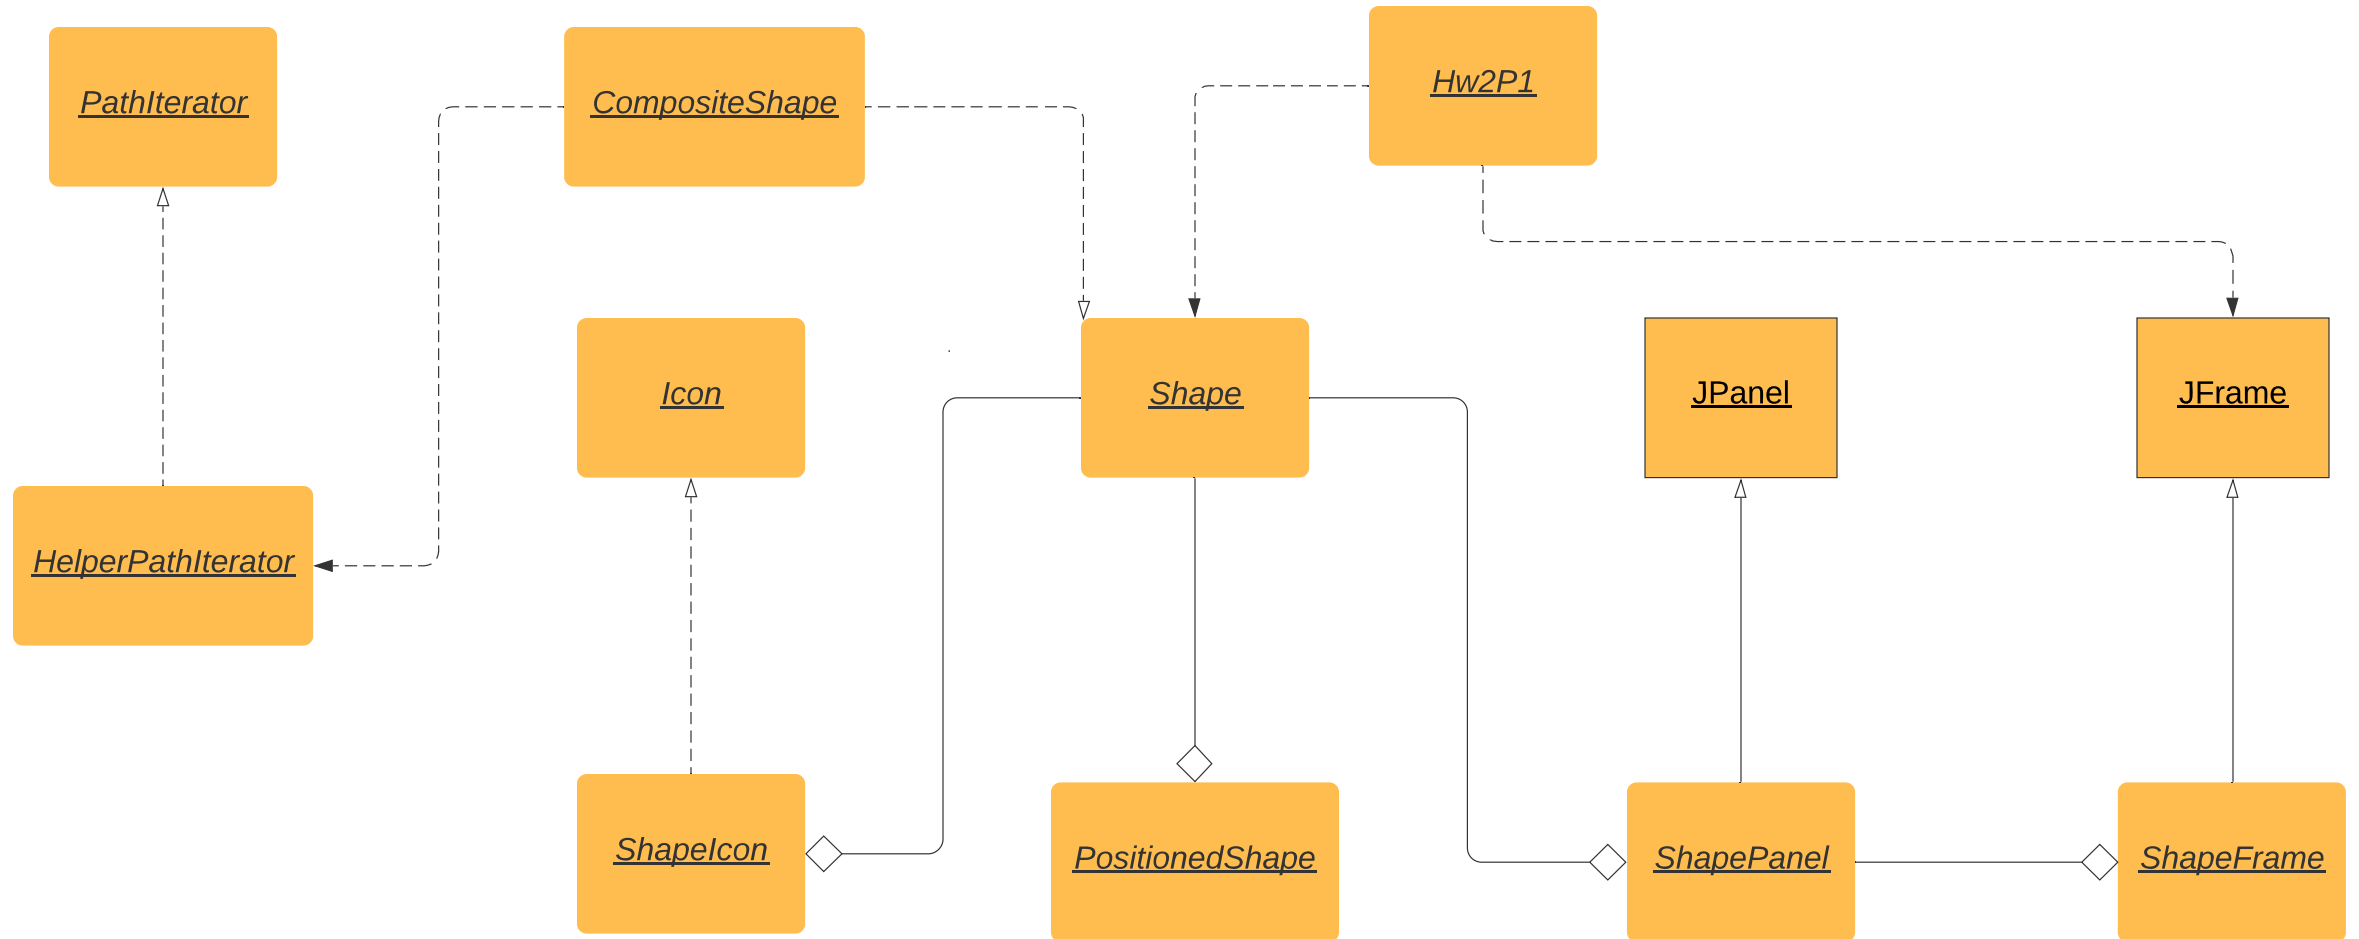 PathIterator
CompositeShape
Hw2P1
Icon
Shape
JPanel
JFrame
HelperPathIterator
ShapeIcon
PositionedShape
ShapePanel
ShapeFrame